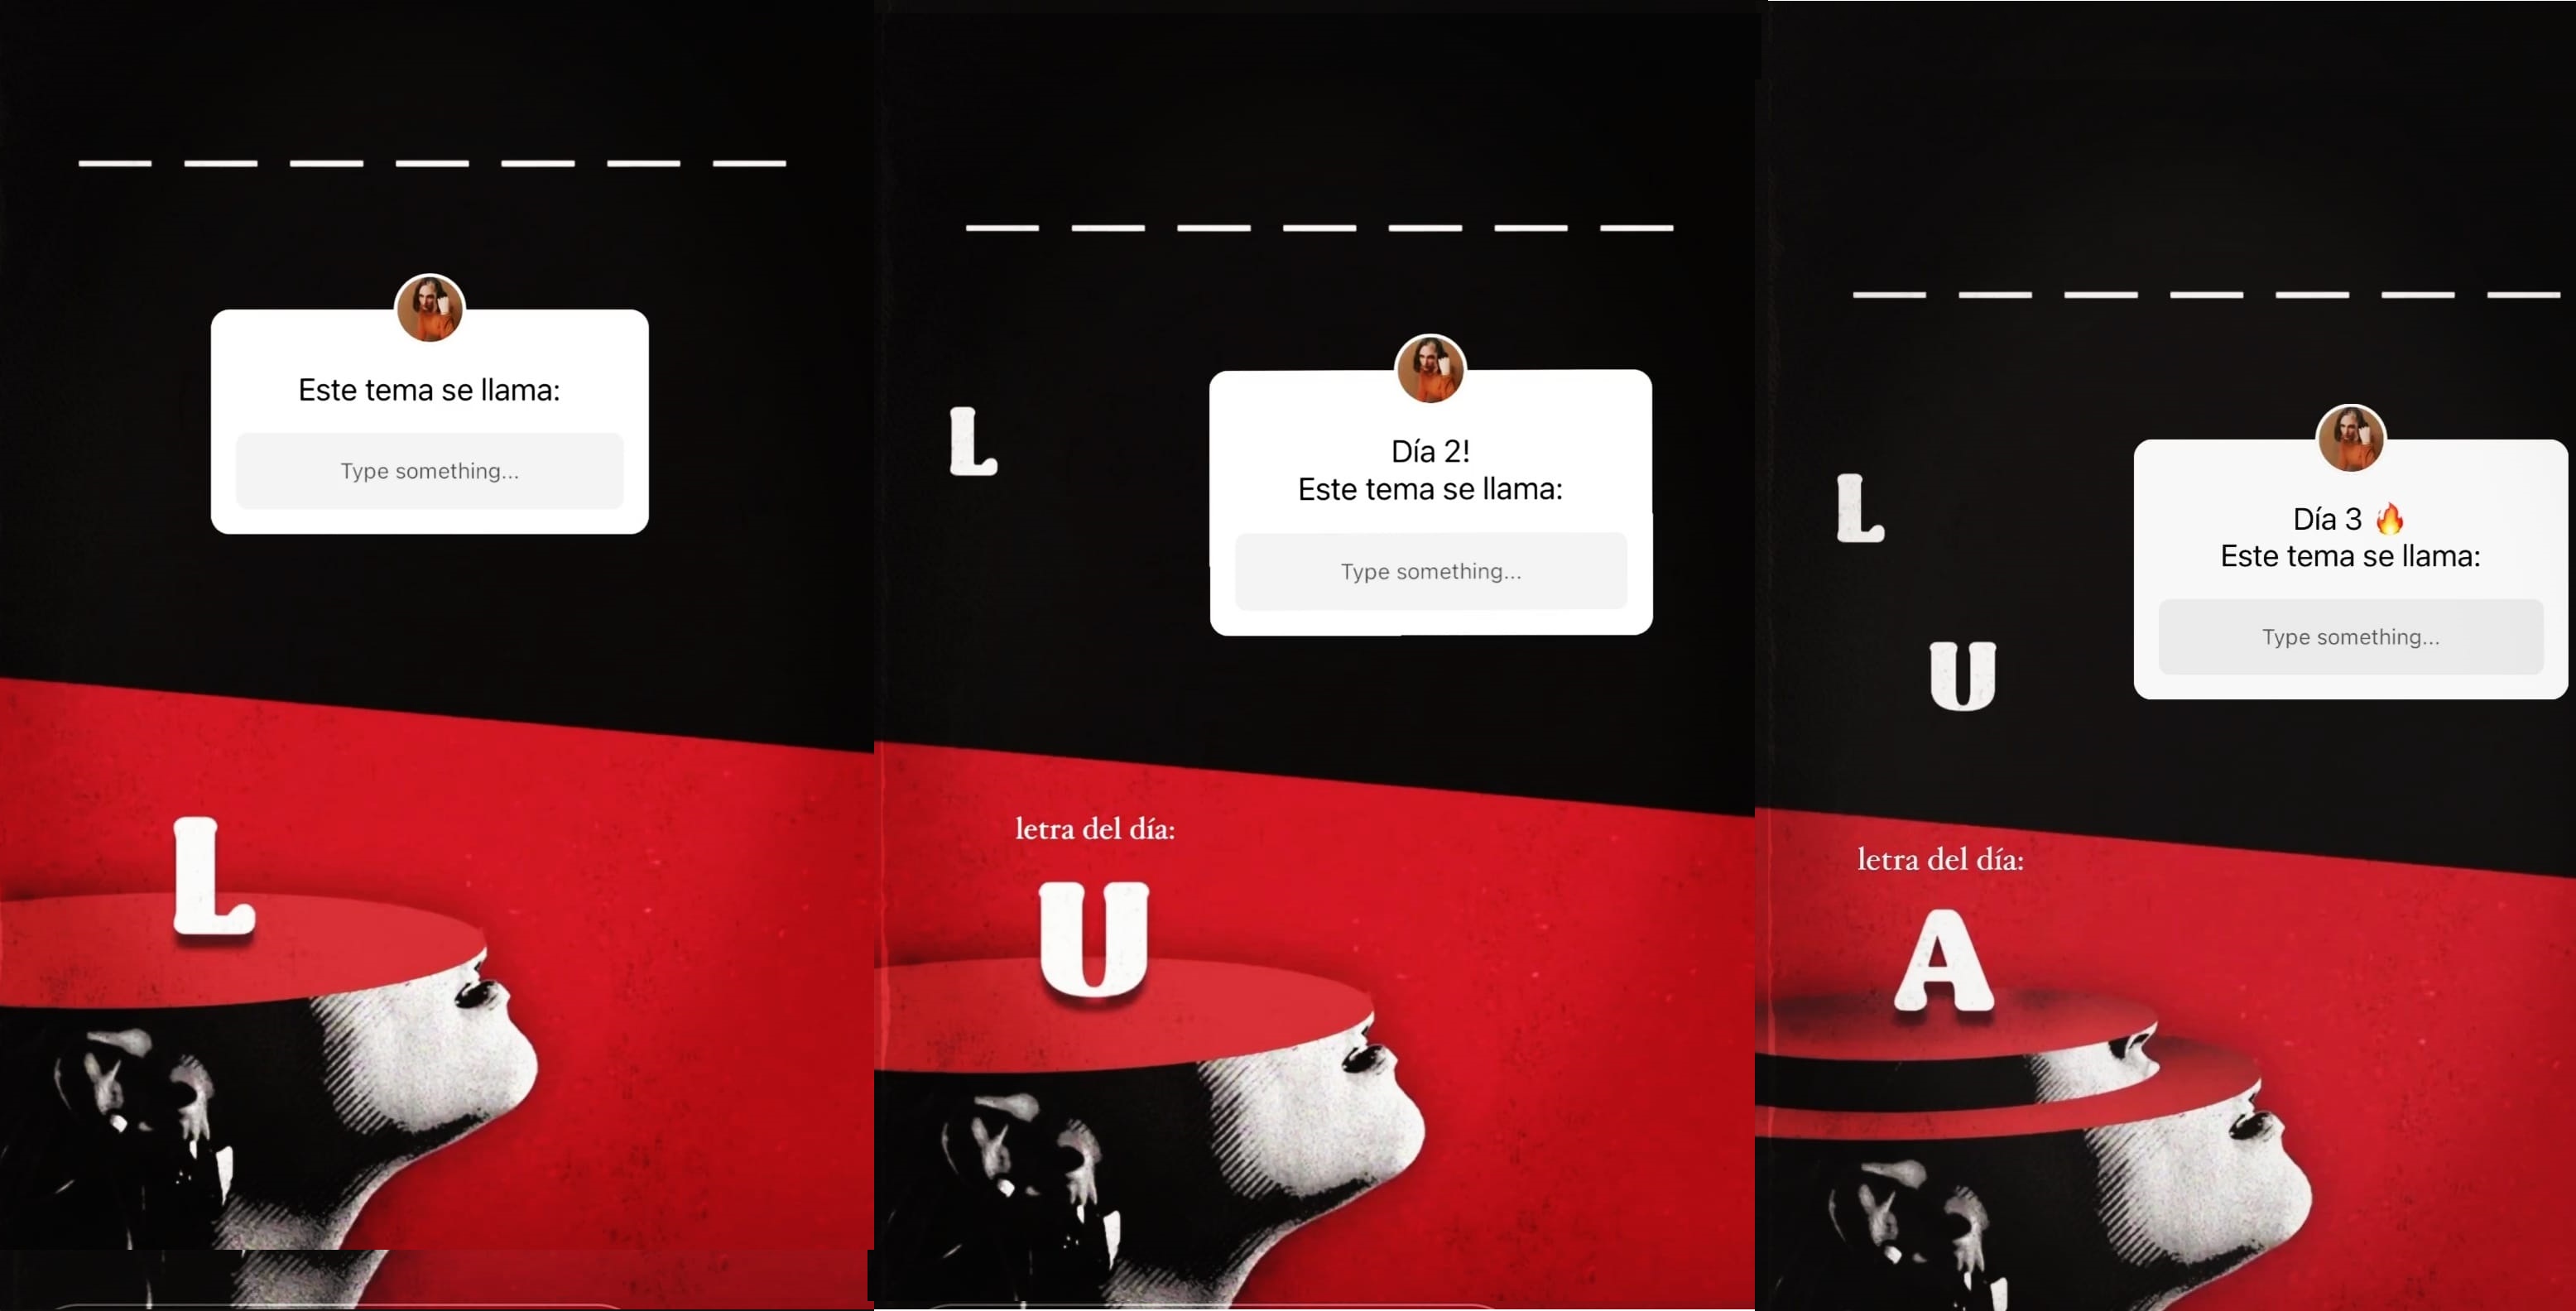 Este tema se llama:
Type something...
L
L
Día 2!
Este tema se llama:
Type something...
letra del día:
U
L
U
Día 3 🔥
Este tema se llama:
Type something...
letra del día:
A